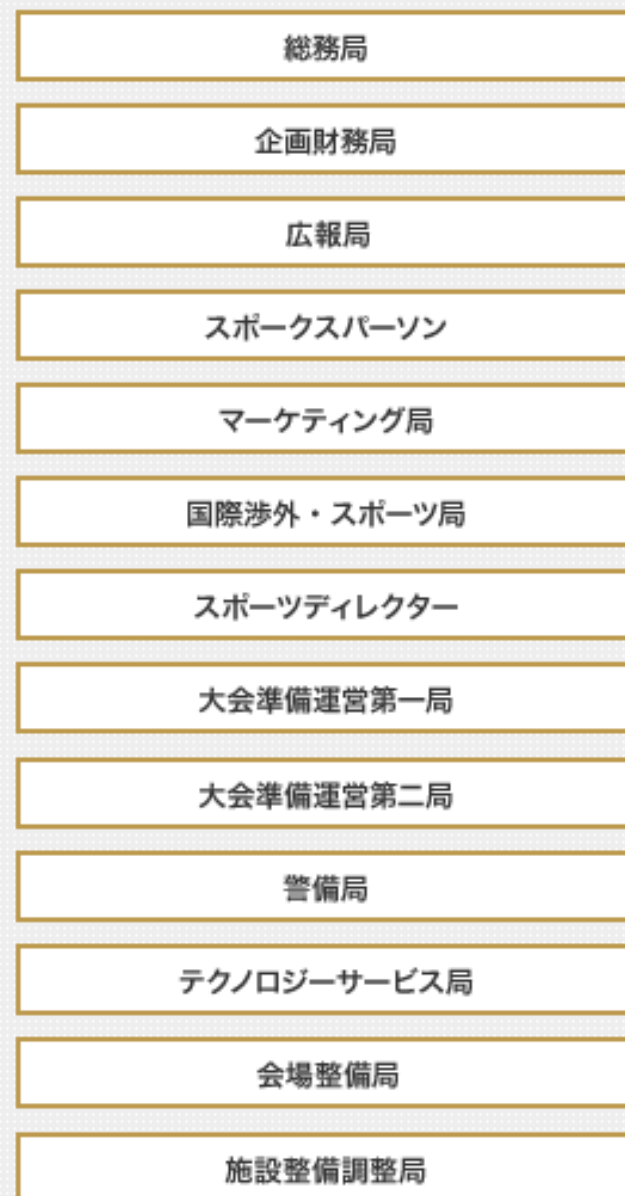 総務局
企画財務局
広報局
スポークスパーソン
マーケティング局
国際渉外・スポーツ局
スポーツディレクター
大会準備運営第一局
大会準備運営第二局
警備局
テクノロジーサービス局
会場整備局
施設整備調整局